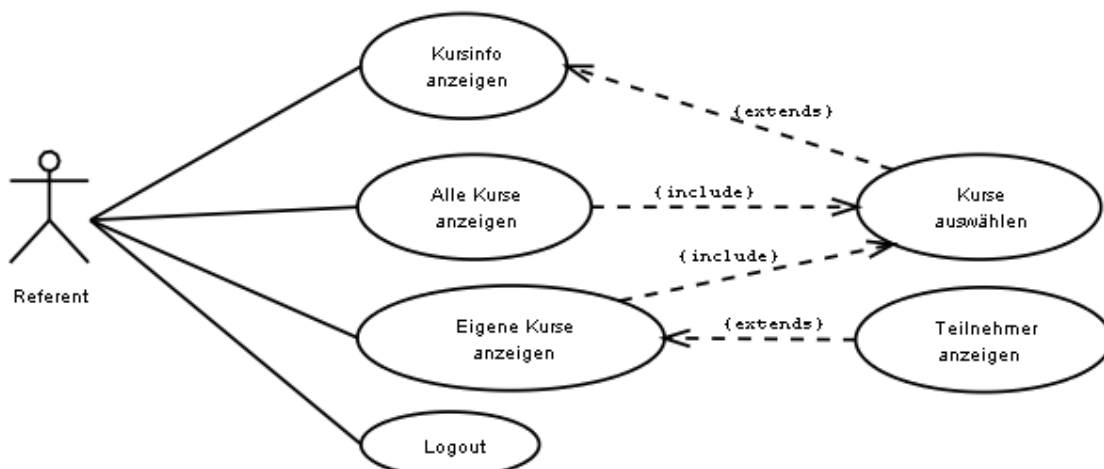 Kursinfo
anzeigen
{extends}
Alle Kurse
anzeigen
{include}
Kurse
auswählen
{include}
Referent
Eigene Kurse
anzeigen
{extends}
Teilnehmer
anzeigen
Logout